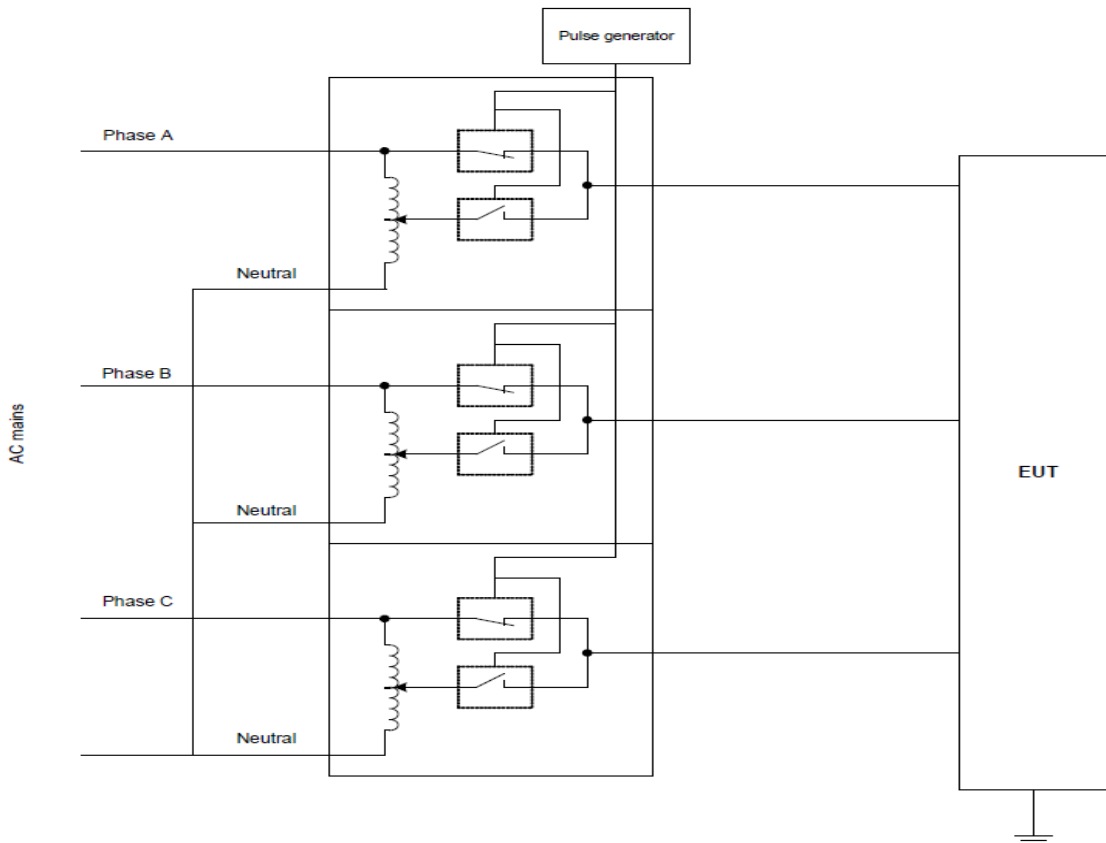 Pulse generator
Phase A
Neutral
Phase B
AC mains
Neutral
EUT
Phase C
Neutral